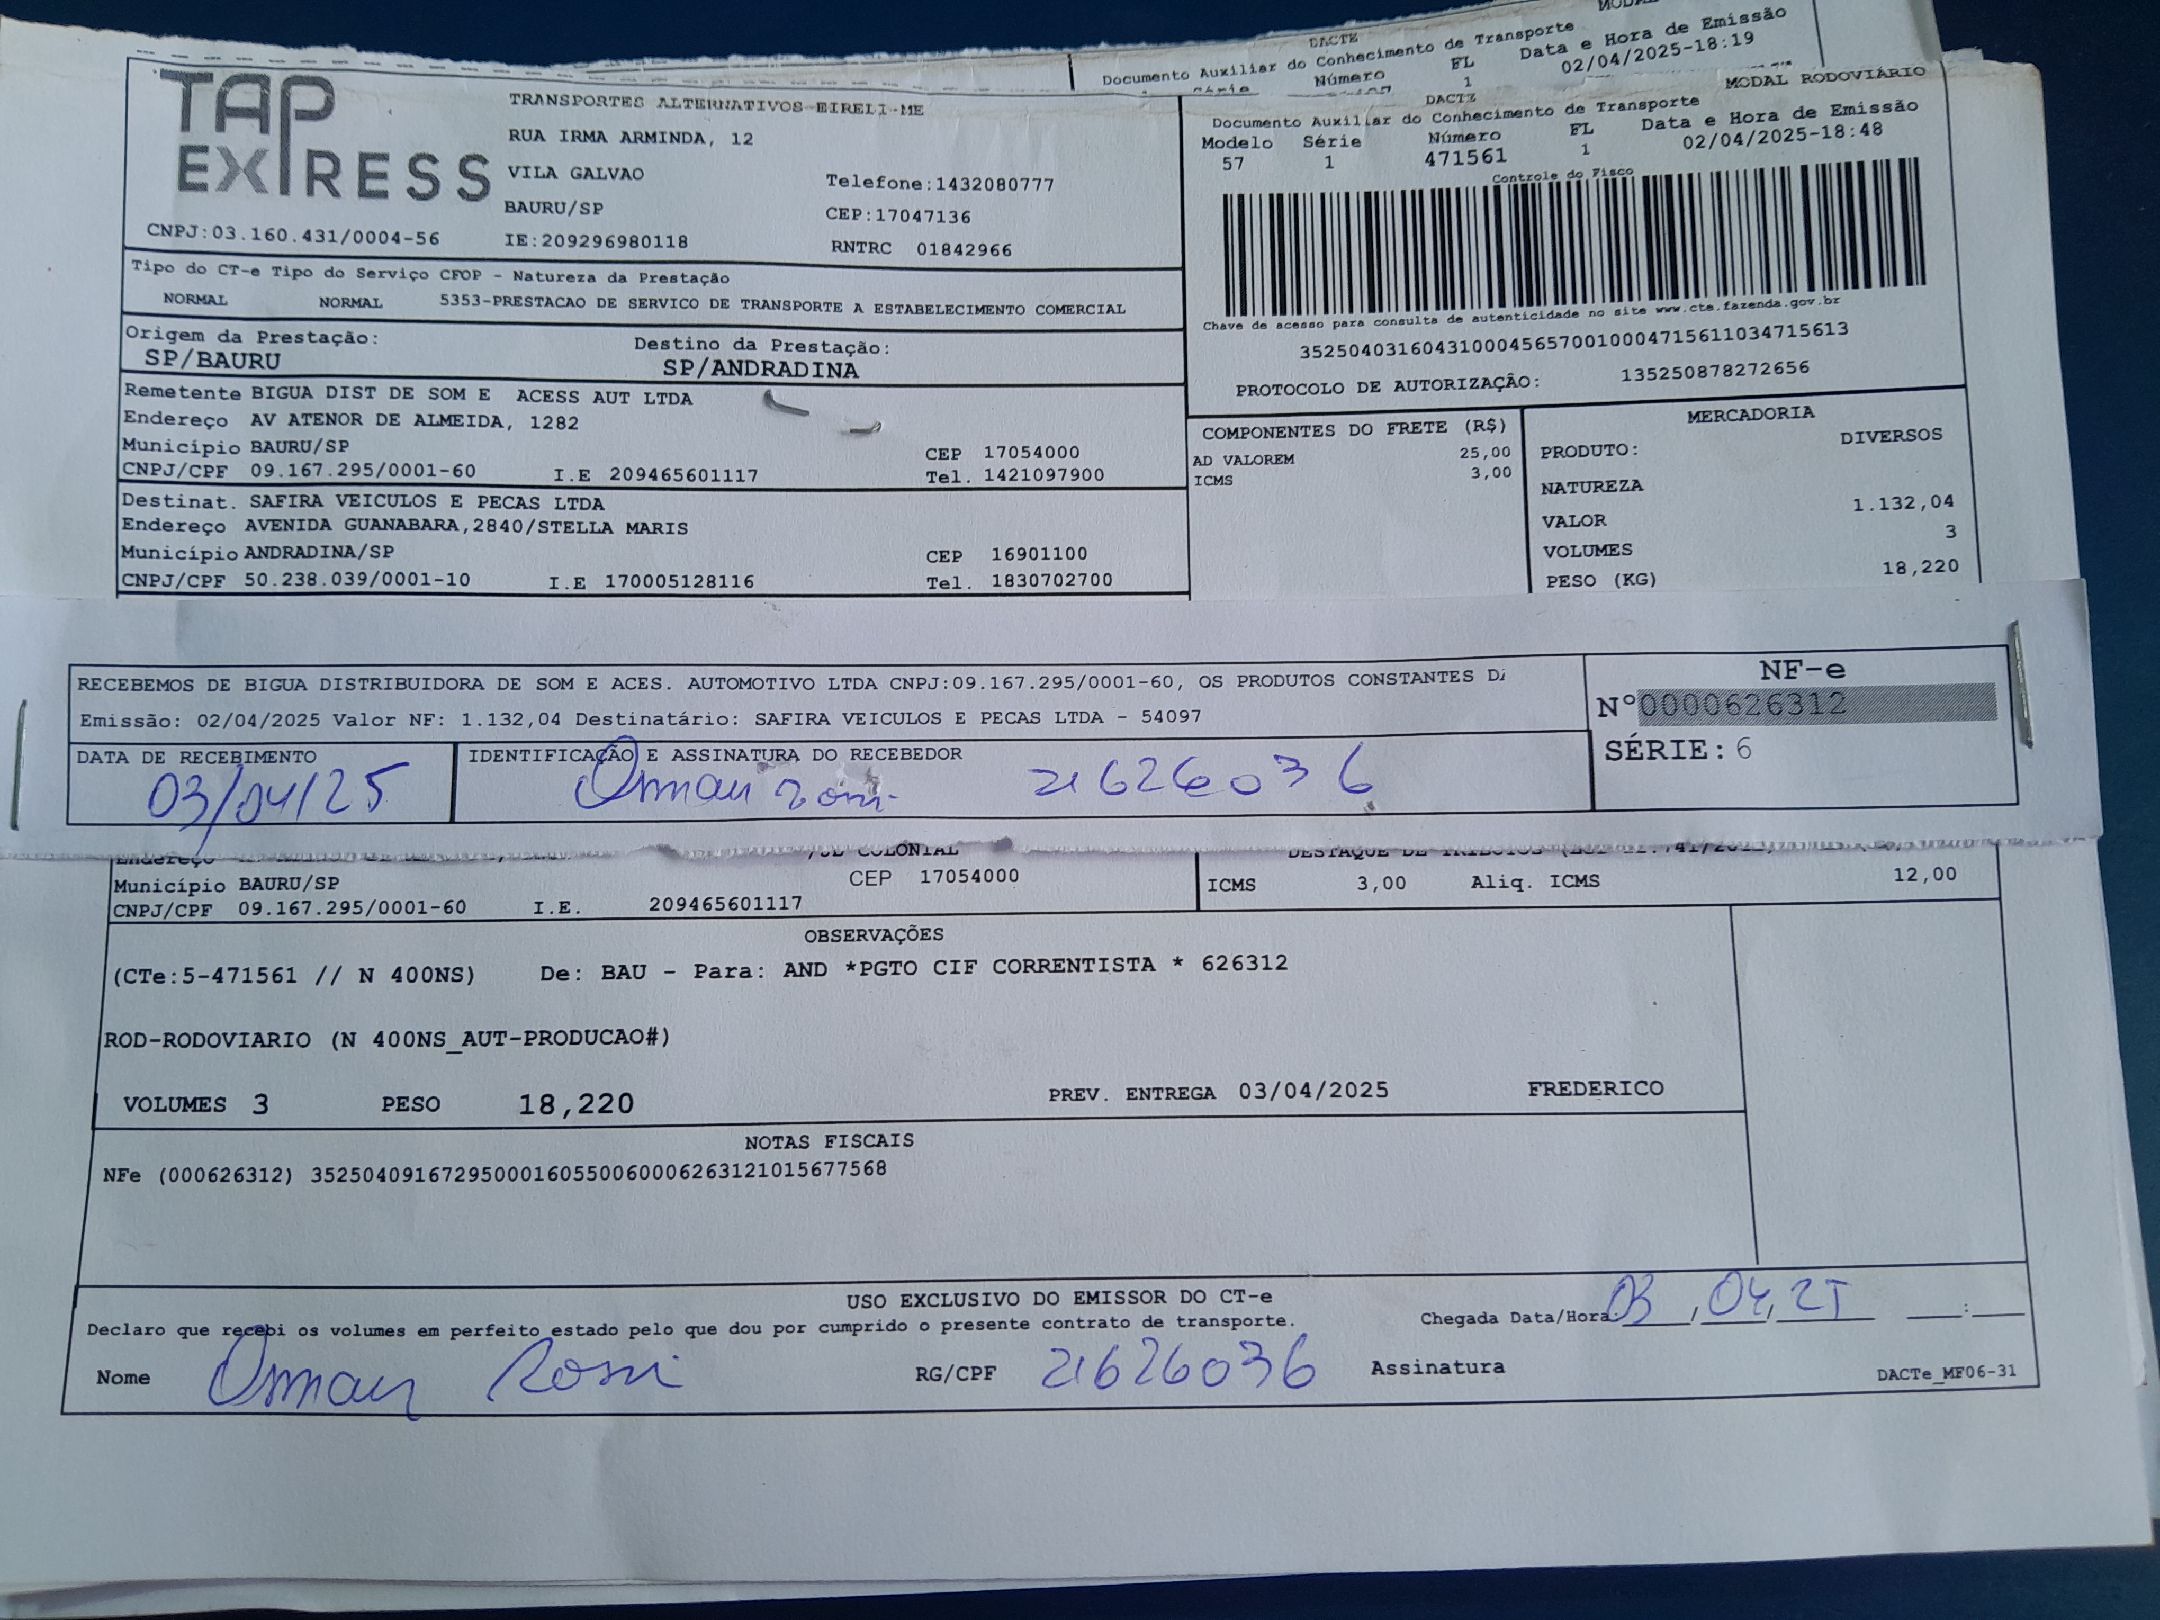 MODAL
DACTE
Documento Auxiliar do Conhecimento de Transporte
Número FL Data e Hora de Emissão
1 02/04/2025-18:19
TAP
EXPRESS
CNPJ:03.160.431/0004-56
TRANSPORTES ALTERNATIVOS EIRELI-ME
RUA IRMA ARMINDA, 12
VILA GALVAO Telefone:1432080777
BAURU/SP CEP:17047136
IE:209296980118 RNTRC 01842966
MODAL RODOVIÁRIO
DACTE
Documento Auxiliar do Conhecimento de Transporte
Modelo Série Número FL Data e Hora de Emissão
57 1 471561 1 02/04/2025-18:48
Controle do Fisco
Chave de acesso para consulta de autenticidade no site www.cte.fazenda.gov.br
35250403160431000456570010004715611034715613
PROTOCOLO DE AUTORIZAÇÃO: 135250878272656
Tipo do CT-e Tipo do Serviço CFOP - Natureza da Prestação
NORMAL NORMAL 5353-PRESTACAO DE SERVICO DE TRANSPORTE A ESTABELECIMENTO COMERCIAL
Origem da Prestação: Destino da Prestação:
SP/BAURU SP/ANDRADINA
Remetente BIGUA DIST DE SOM E ACESS AUT LTDA
Endereço AV ATENOR DE ALMEIDA, 1282
Município BAURU/SP CEP 17054000
CNPJ/CPF 09.167.295/0001-60 I.E 209465601117 Tel. 1421097900
Destinat. SAFIRA VEICULOS E PECAS LTDA
Endereço AVENIDA GUANABARA,2840/STELLA MARIS
Município ANDRADINA/SP CEP 16901100
CNPJ/CPF 50.238.039/0001-10 I.E 170005128116 Tel. 1830702700
COMPONENTES DO FRETE (R$)
AD VALOREM 25,00
ICMS 3,00
MERCADORIA
PRODUTO: DIVERSOS
NATUREZA
VALOR 1.132,04
VOLUMES 3
PESO (KG) 18,220
RECEBEMOS DE BIGUA DISTRIBUIDORA DE SOM E ACES. AUTOMOTIVO LTDA CNPJ:09.167.295/0001-60, OS PRODUTOS CONSTANTES DA
Emissão: 02/04/2025 Valor NF: 1.132,04 Destinatário: SAFIRA VEICULOS E PECAS LTDA - 54097
DATA DE RECEBIMENTO IDENTIFICAÇÃO E ASSINATURA DO RECEBEDOR
03/04/25 Osmar Rossi 21626036
NF-e
Nº0000626312
SÉRIE: 6
Endereço /JD COLONIAL
Município BAURU/SP CEP 17054000
CNPJ/CPF 09.167.295/0001-60 I.E. 209465601117
ICMS 3,00 Aliq. ICMS 12,00
OBSERVAÇÕES
(CTe:5-471561 // N 400NS) De: BAU - Para: AND *PGTO CIF CORRENTISTA * 626312
ROD-RODOVIARIO (N 400NS_AUT-PRODUCAO#)
VOLUMES 3 PESO 18,220 PREV. ENTREGA 03/04/2025 FREDERICO
NOTAS FISCAIS
NFe (000626312) 35250409167295000160550060006263121015677568
USO EXCLUSIVO DO EMISSOR DO CT-e
Declaro que recebi os volumes em perfeito estado pelo que dou por cumprido o presente contrato de transporte. Chegada Data/Hora 03,04,25 __:__
Nome Osmar Rossi RG/CPF 21626036 Assinatura
DACTe_MF06-31